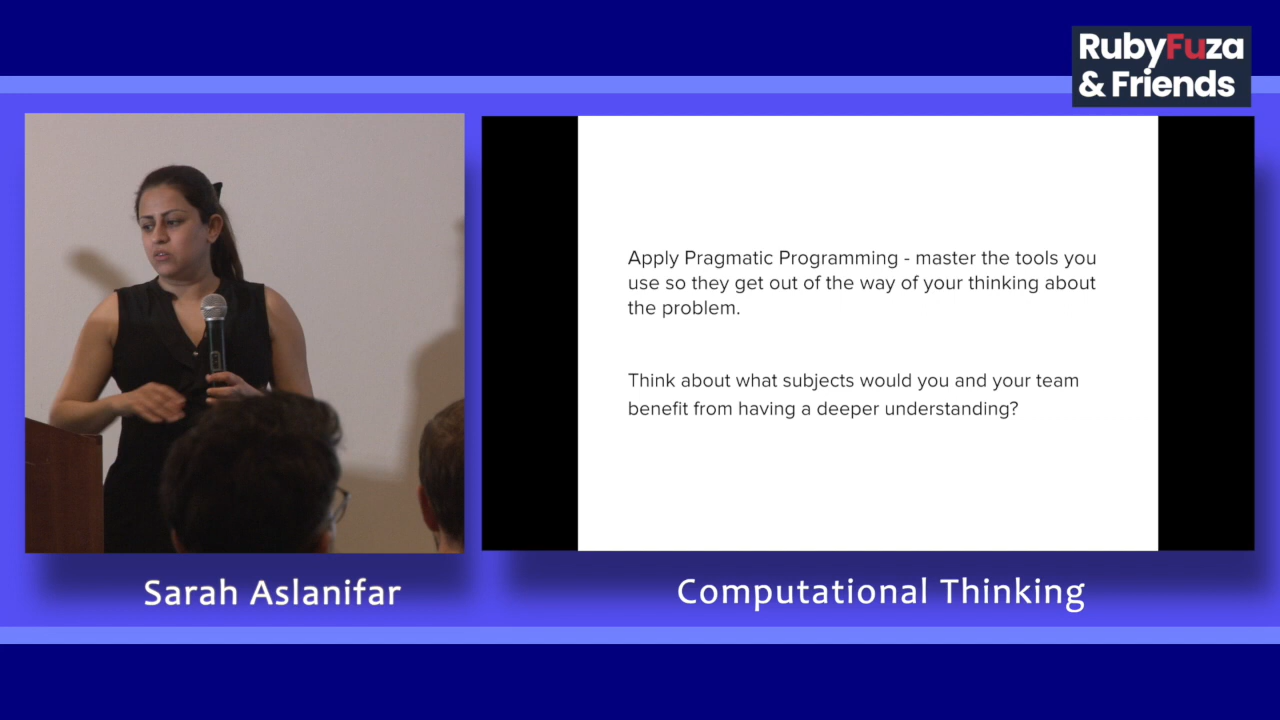 RubyFuza
& Friends
Apply Pragmatic Programming - master the tools you
use so they get out of the way of your thinking about
the problem.
Think about what subjects would you and your team
benefit from having a deeper understanding?
Sarah Aslanifar
Computational Thinking